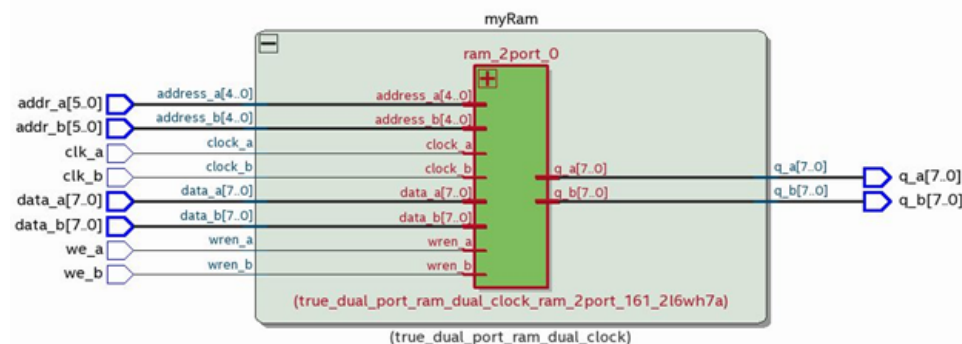 myRam
ram_2port_0
addr_a[5..0] address_a[4..0] address_a[4..0]
addr_b[5..0] address_b[4..0] address_b[4..0]
clk_a clock_a clock_a
clk_b clock_b clock_b q_a[7..0] q_a[7..0] q_a[7..0]
data_a[7..0] data_a[7..0] data_a[7..0] q_b[7..0] q_b[7..0] q_b[7..0]
data_b[7..0] data_b[7..0] data_b[7..0]
we_a wren_a wren_a
we_b wren_b wren_b
(true_dual_port_ram_dual_clock_ram_2port_161_2l6wh7a)
(true_dual_port_ram_dual_clock)